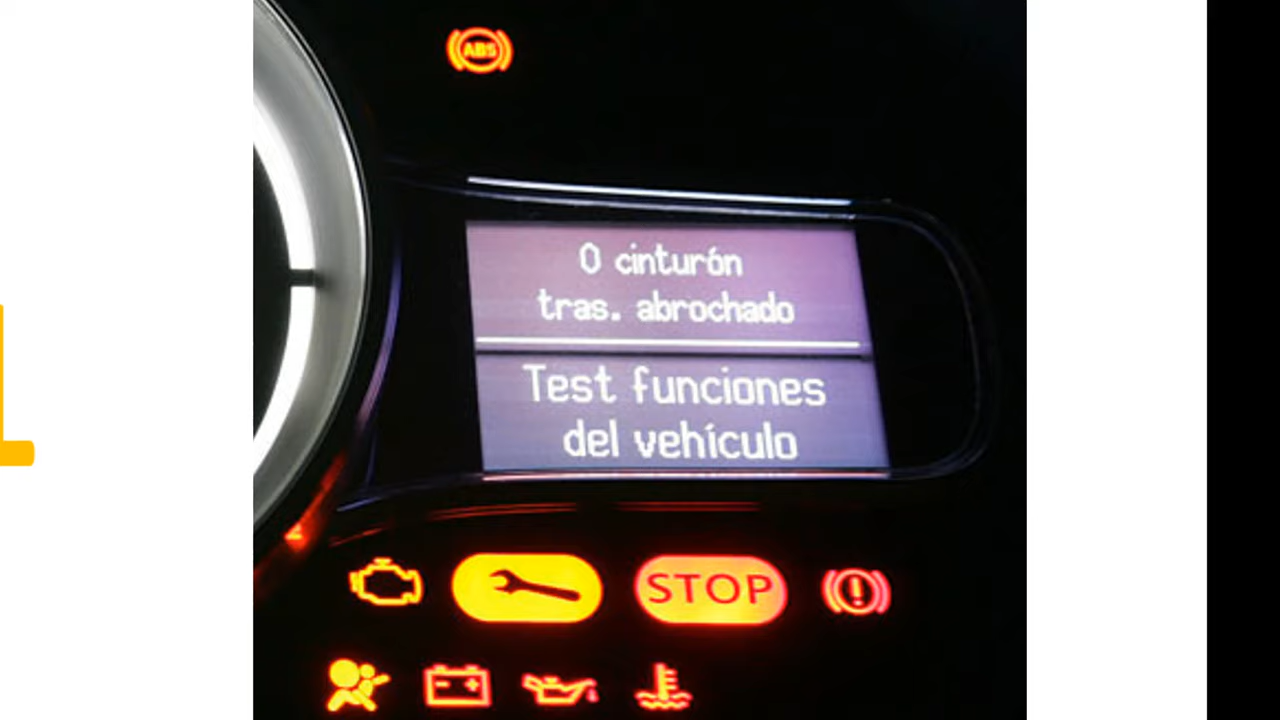 ABS
0 cinturón
tras. abrochado
Test funciones
del vehículo
STOP